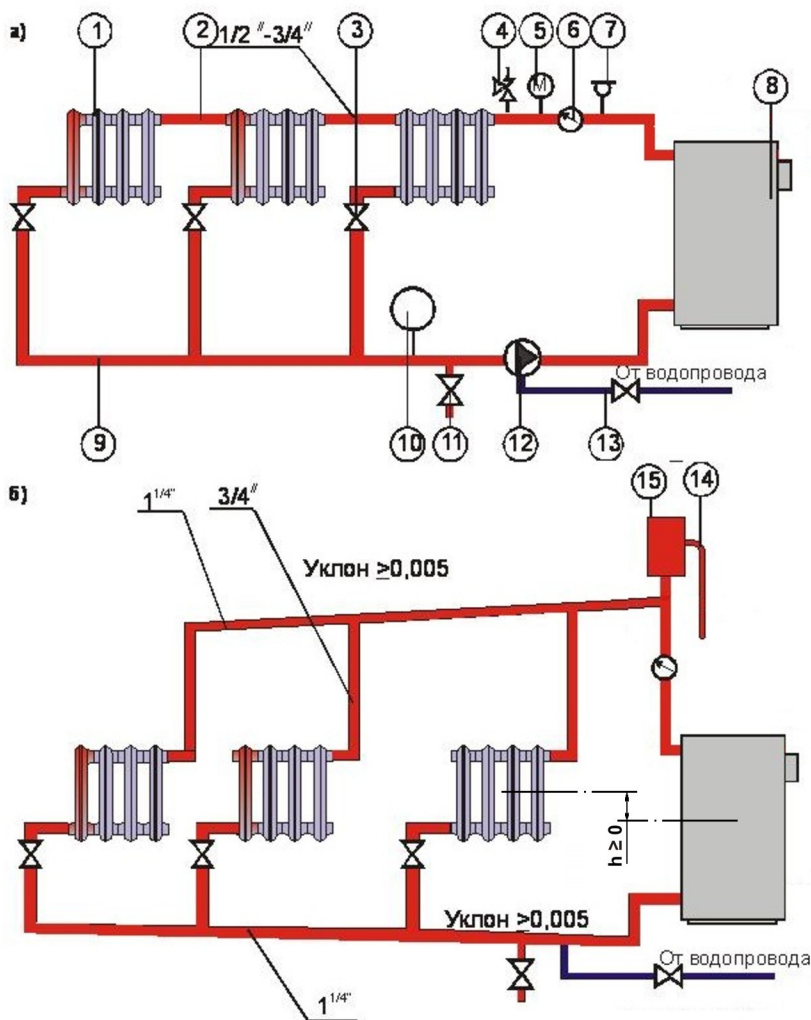 а)
1
2
1/2 "-3/4"
3
4
5
6
7
8
М
От водопровода
9
10
11
12
13
б)
1 1/4"
3/4"
15
14
Уклон ≥0,005
h ≥ 0
Уклон ≥0,005
От водопровода
1 1/4"